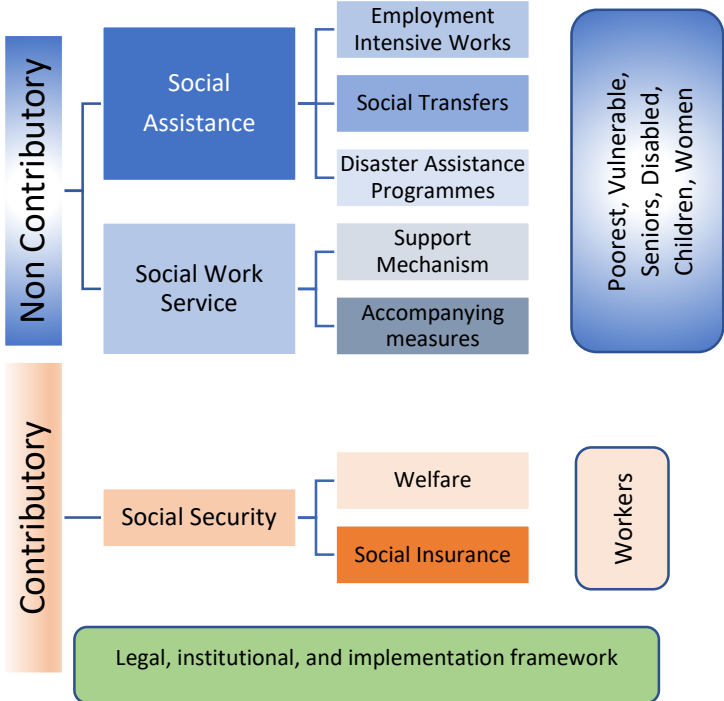 Non Contributory
Social
Assistance
Employment
Intensive Works
Social Transfers
Disaster Assistance
Programmes
Social Work
Service
Support
Mechanism
Accompanying
measures
Poorest, Vulnerable,
Seniors, Disabled,
Children, Women
Contributory
Social Security
Welfare
Social Insurance
Workers
Legal, institutional, and implementation framework